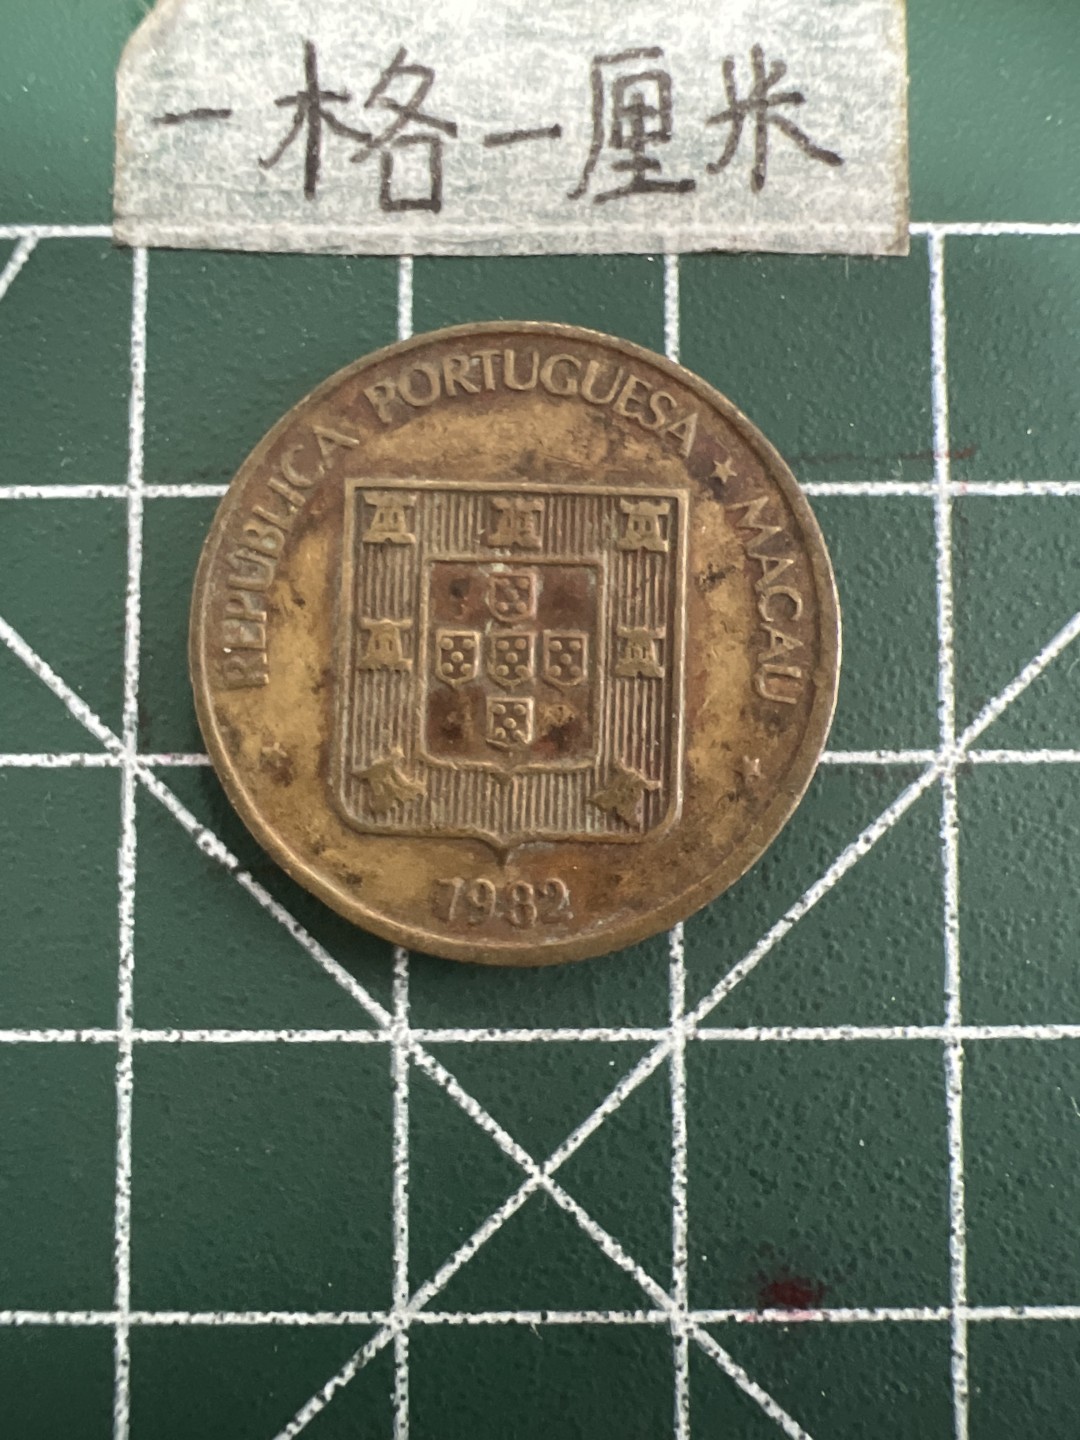 一格一厘米
REPUBLICA PORTUGUESA ★ MACAU
1982